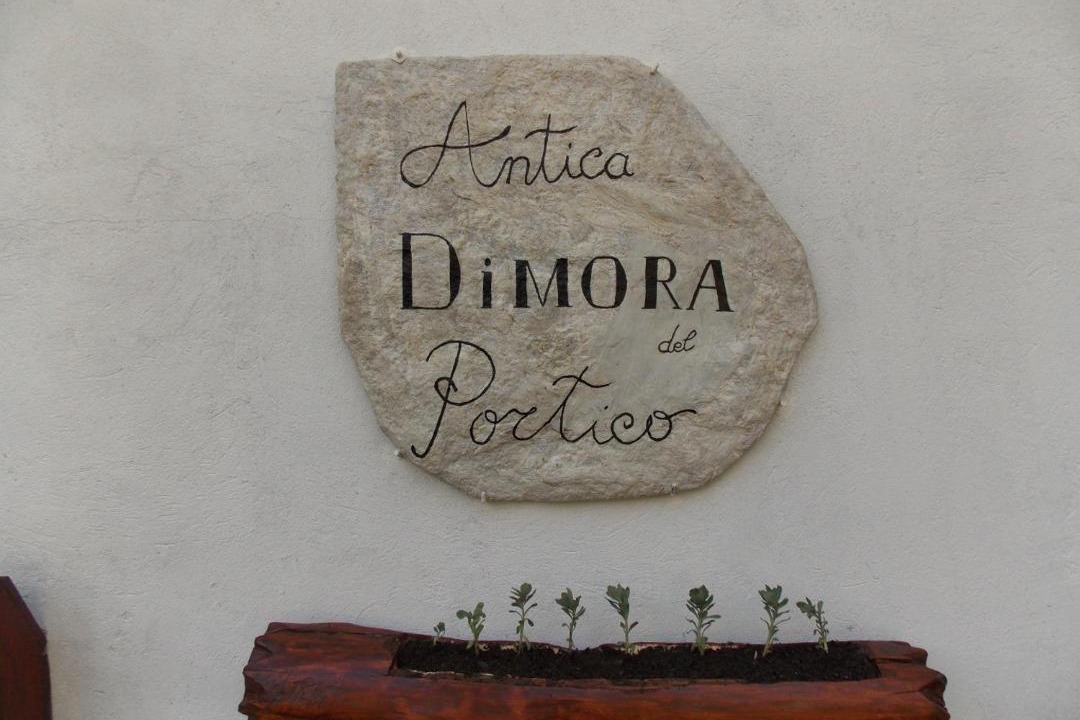 Antica
DiMORA
del
Portico